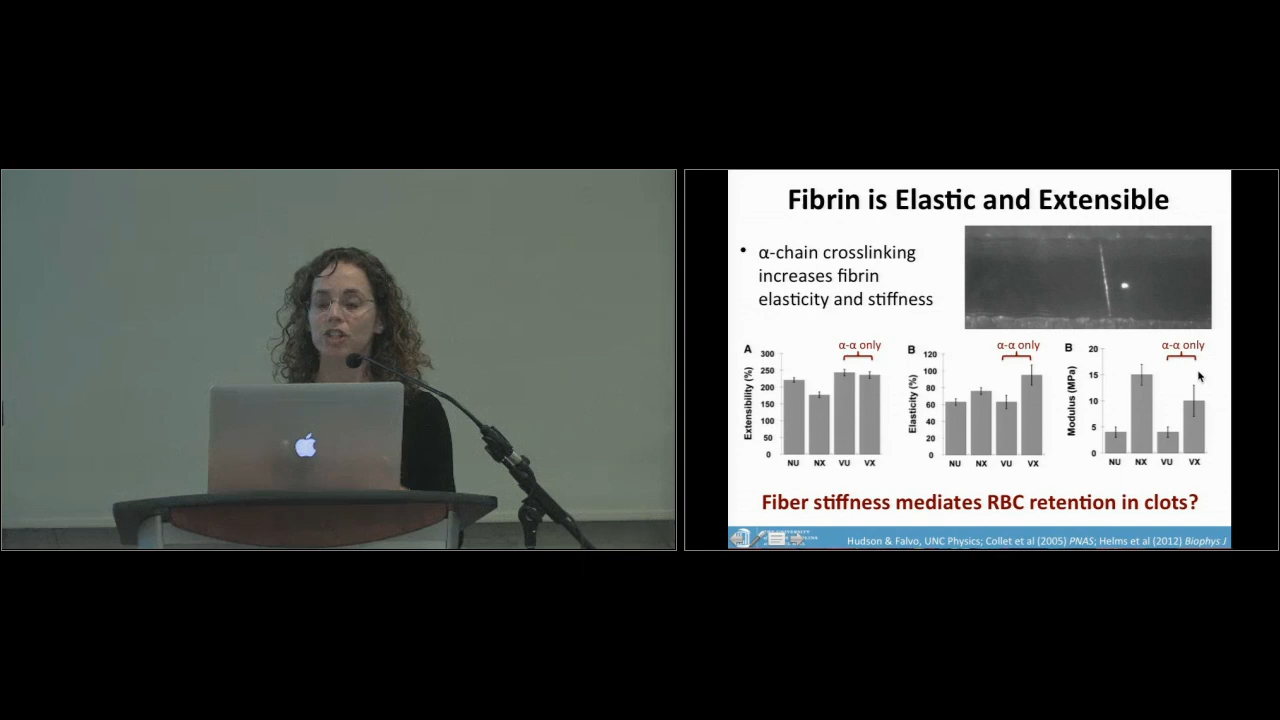 Fibrin is Elastic and Extensible
• α-chain crosslinking
increases fibrin
elasticity and stiffness
A
α-α only
Extensibility (%)
300
250
200
150
100
50
0
NU NX VU VX
B
α-α only
Elasticity (%)
120
100
80
60
40
20
0
NU NX VU VX
B
α-α only
Modulus (MPa)
20
15
10
5
0
NU NX VU VX
Fiber stiffness mediates RBC retention in clots?
Hudson & Falvo, UNC Physics; Collet et al (2005) PNAS; Helms et al (2012) Biophys J